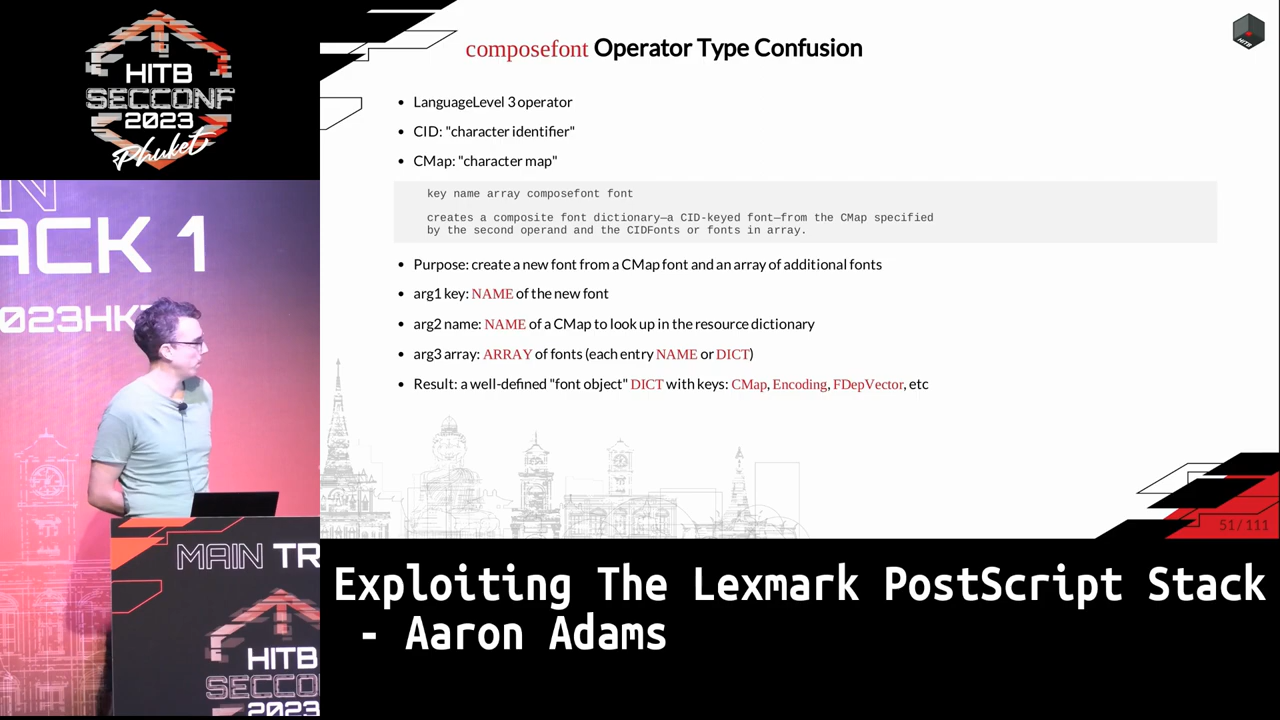 HITB
SECCONF
2023
Phuket
ACK 1
023HKT
MAIN TR
HITB
SECCO
2023
composefont Operator Type Confusion
HITB
• LanguageLevel 3 operator
• CID: "character identifier"
• CMap: "character map"
key name array composefont font
creates a composite font dictionary—a CID-keyed font—from the CMap specified
by the second operand and the CIDFonts or fonts in array.
• Purpose: create a new font from a CMap font and an array of additional fonts
• arg1 key: NAME of the new font
• arg2 name: NAME of a CMap to look up in the resource dictionary
• arg3 array: ARRAY of fonts (each entry NAME or DICT)
• Result: a well-defined "font object" DICT with keys: CMap, Encoding, FDepVector, etc
51 / 111
Exploiting The Lexmark PostScript Stack
- Aaron Adams